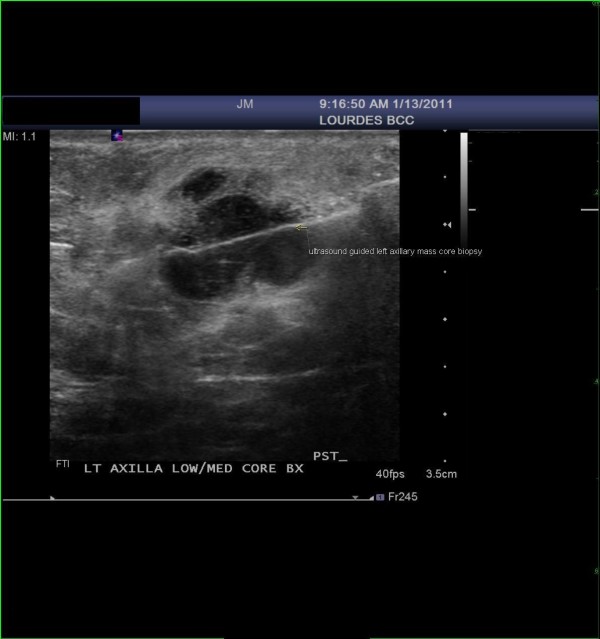 JM
9:16:50 AM 1/13/2011
LOURDES BCC
MI: 1.1
ultrasound guided left axillary mass core biopsy
PST_
FTI LT AXILLA LOW/MED CORE BX
40fps 3.5cm
Fr245